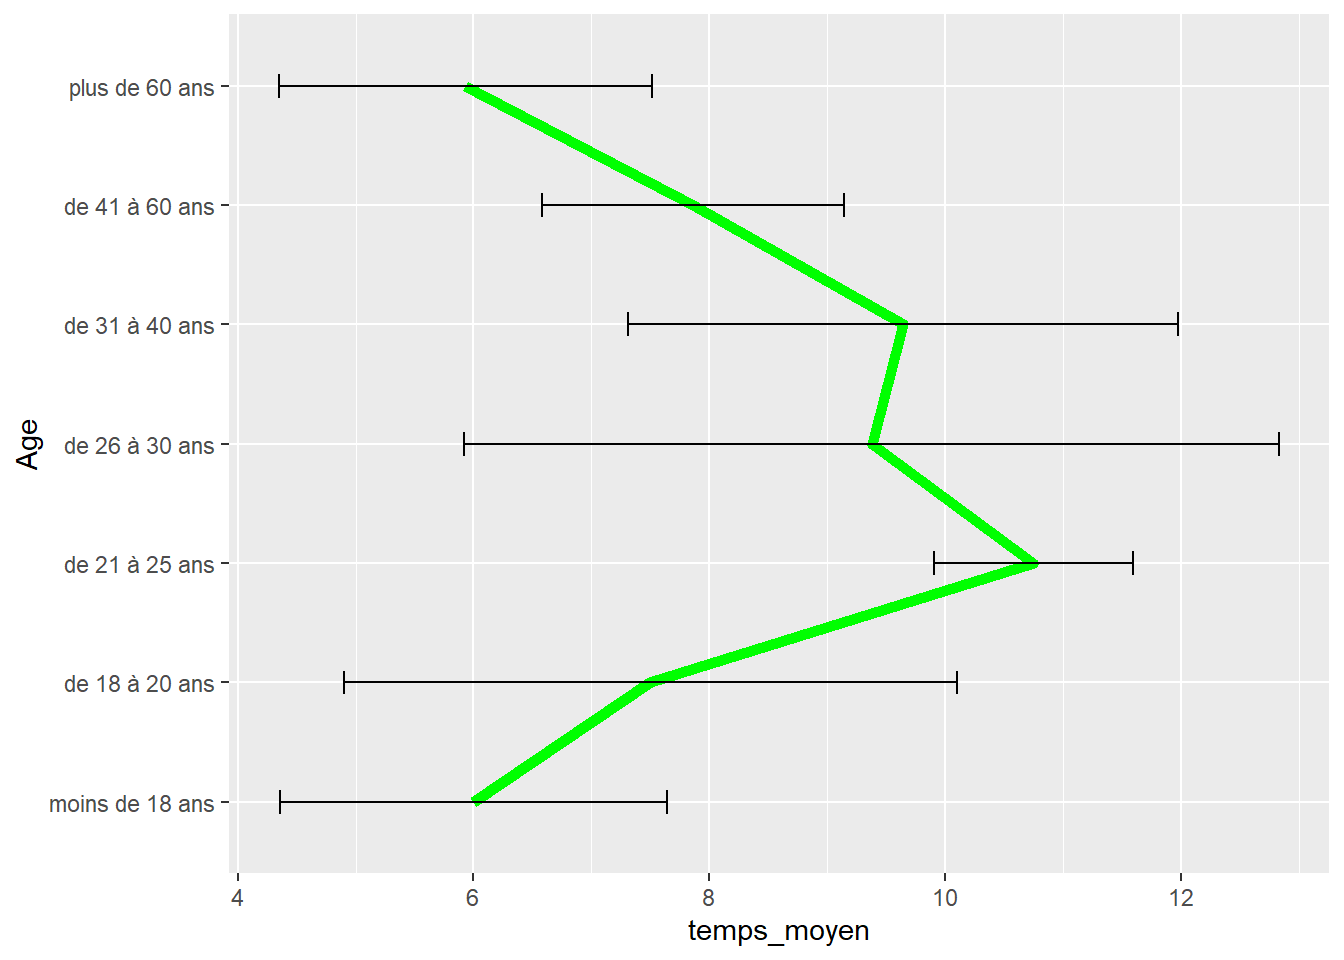 plus de 60 ans
de 41 à 60 ans
de 31 à 40 ans
de 26 à 30 ans
de 21 à 25 ans
de 18 à 20 ans
moins de 18 ans
Age
4 6 8 10 12
temps_moyen